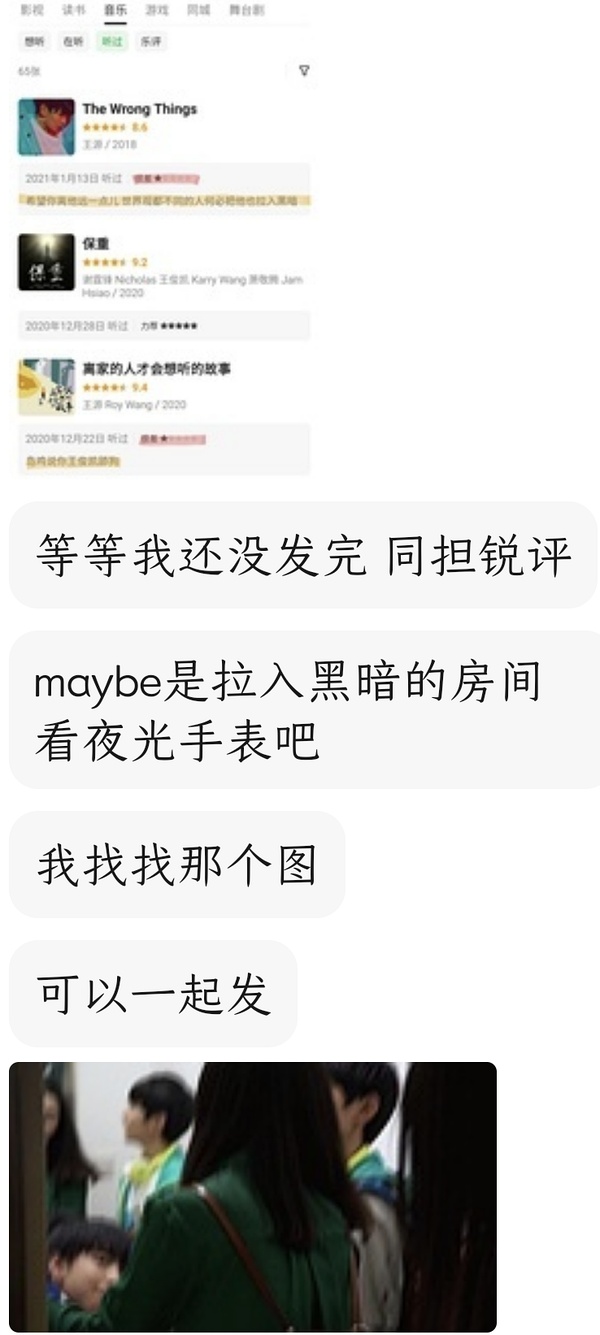 影视 读书 音乐 游戏 同城 舞台剧
想听 在听 听过 乐评
65张
The Wrong Things
8.6
王源 / 2018
2021年1月13日 听过 很差★
希望你离他远一点儿 世界观都不同的人何必把他也拉入黑暗
保重
保重
9.2
谢霆锋 Nicholas 王俊凯 Karry Wang 萧敬腾 Jam
Hsiao / 2020
2020年12月28日 听过 力荐 ★★★★★
离家的人才会想听的故事
9.4
王源 Roy Wang / 2020
2020年12月22日 听过 很差★
等等我还没发完 同担锐评
maybe是拉入黑暗的房间
看夜光手表吧
我找找那个图
可以一起发